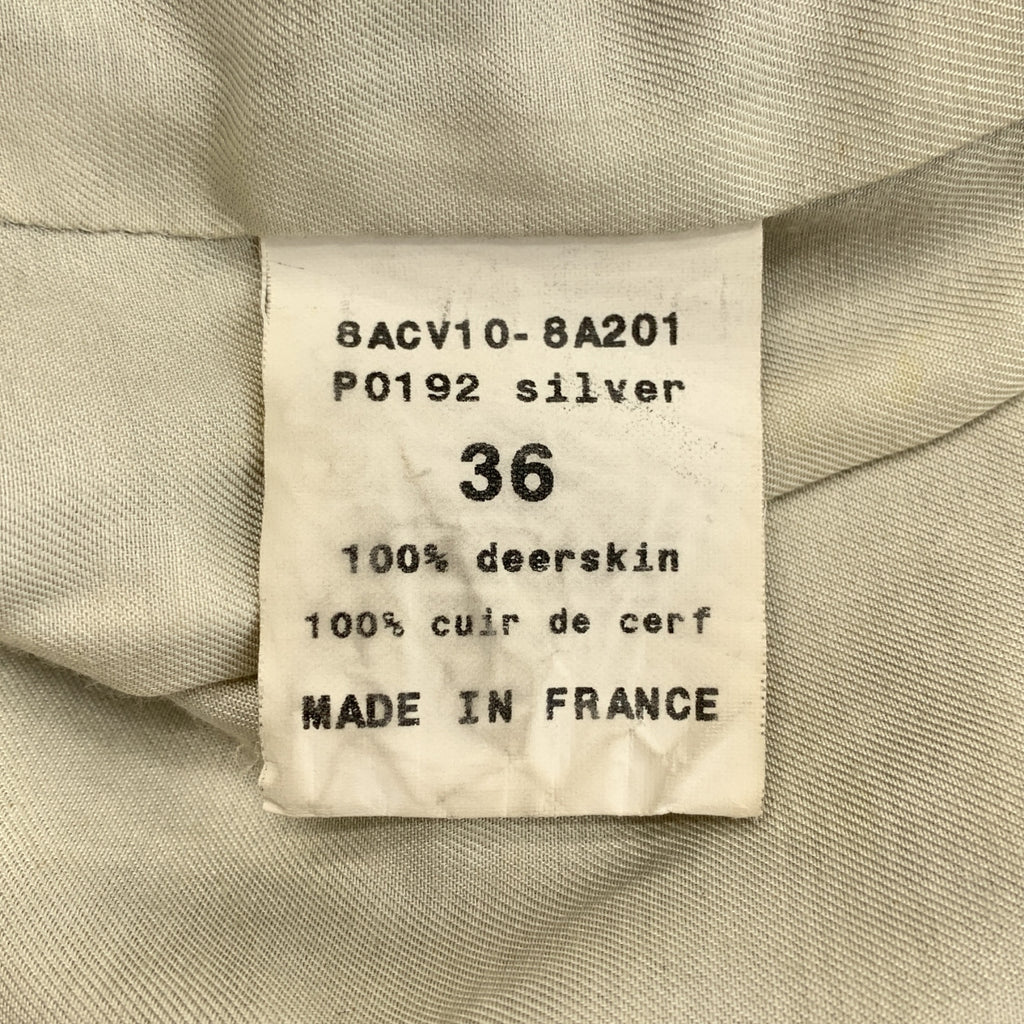 8ACV10-8A201
P0192 silver
36
100% deerskin
100% cuir de cerf
MADE IN FRANCE